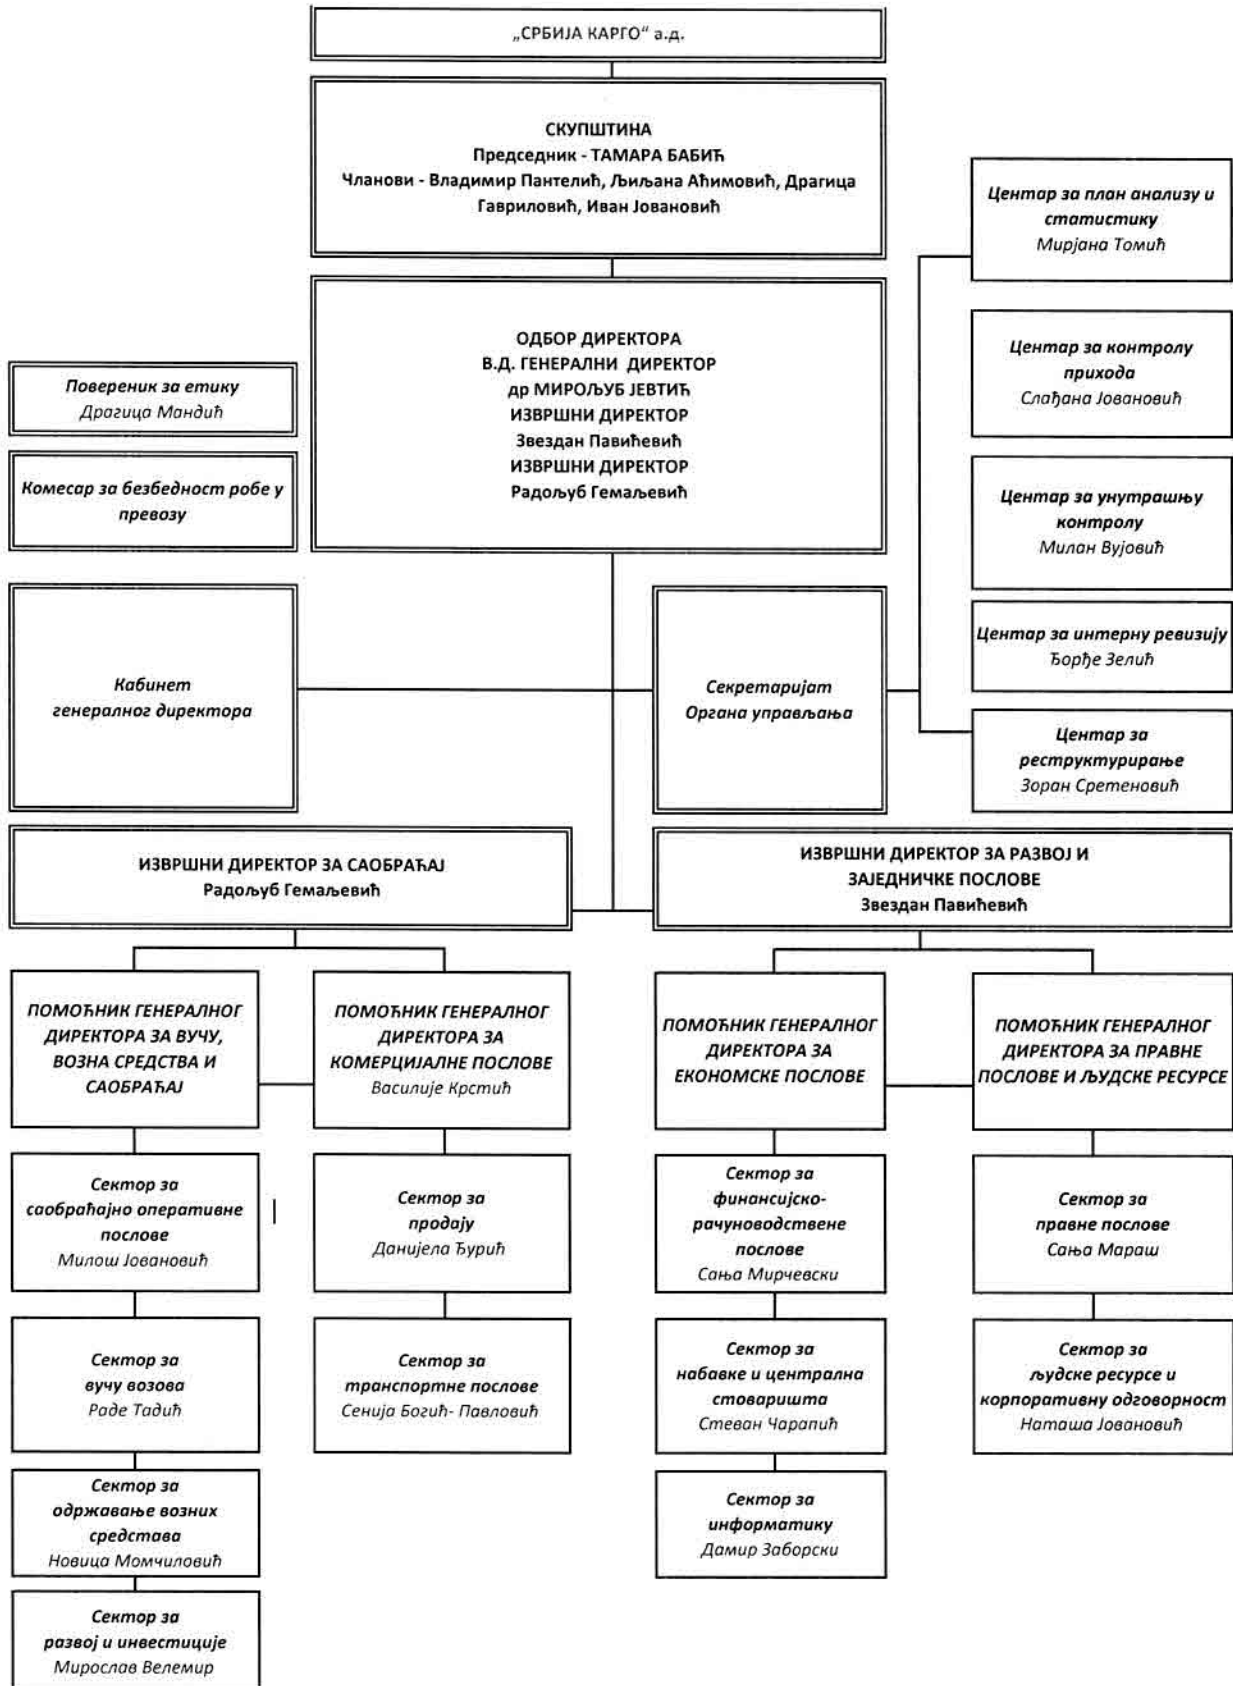 „СРБИЈА КАРГО“ а.д.
СКУПШТИНА
Председник - ТАМАРА БАБИЋ
Чланови - Владимир Пантелић, Љиљана Аћимовић, Драгица
Гавриловић, Иван Јовановић
Центар за план анализу и
статистику
Мирјана Томић
ОДБОР ДИРЕКТОРА
В.Д. ГЕНЕРАЛНИ ДИРЕКТОР
др МИРОЉУБ ЈЕВТИЋ
ИЗВРШНИ ДИРЕКТОР
Звездан Павићевић
ИЗВРШНИ ДИРЕКТОР
Радољуб Гемаљевић
Центар за контролу
прихода
Слађана Јовановић
Повереник за етику
Драгица Мандић
Комесар за безбедност робе у
превозу
Центар за унутрашњу
контролу
Милан Вујовић
Центар за интерну ревизију
Ђорђе Зелић
Кабинет
генералног директора
Секретаријат
Органа управљања
Центар за
реструктурирање
Зоран Сретеновић
ИЗВРШНИ ДИРЕКТОР ЗА САОБРАЋАЈ
Радољуб Гемаљевић
ИЗВРШНИ ДИРЕКТОР ЗА РАЗВОЈ И
ЗАЈЕДНИЧКЕ ПОСЛОВЕ
Звездан Павићевић
ПОМОЋНИК ГЕНЕРАЛНОГ
ДИРЕКТОРА ЗА ВУЧУ,
ВОЗНА СРЕДСТВА И
САОБРАЋАЈ
ПОМОЋНИК ГЕНЕРАЛНОГ
ДИРЕКТОРА ЗА
КОМЕРЦИЈАЛНЕ ПОСЛОВЕ
Василије Крстић
ПОМОЋНИК ГЕНЕРАЛНОГ
ДИРЕКТОРА ЗА
ЕКОНОМСКЕ ПОСЛОВЕ
ПОМОЋНИК ГЕНЕРАЛНОГ
ДИРЕКТОРА ЗА ПРАВНЕ
ПОСЛОВЕ И ЉУДСКЕ РЕСУРСЕ
Сектор за
саобраћајно оперативне
послове
Милош Јовановић
Сектор за
продају
Данијела Ђурић
Сектор за
финансијско-
рачуноводствене
послове
Сања Мирчевски
Сектор за
правне послове
Сања Мараш
Сектор за
вучу возова
Раде Тадић
Сектор за
транспортне послове
Сенија Богић- Павловић
Сектор за
набавке и централна
стоваришта
Стеван Чарапић
Сектор за
људске ресурсе и
корпоративну одговорност
Наташа Јовановић
Сектор за
одржавање возних
средстава
Новица Момчиловић
Сектор за
информатику
Дамир Заборски
Сектор за
развој и инвестиције
Мирослав Велемир